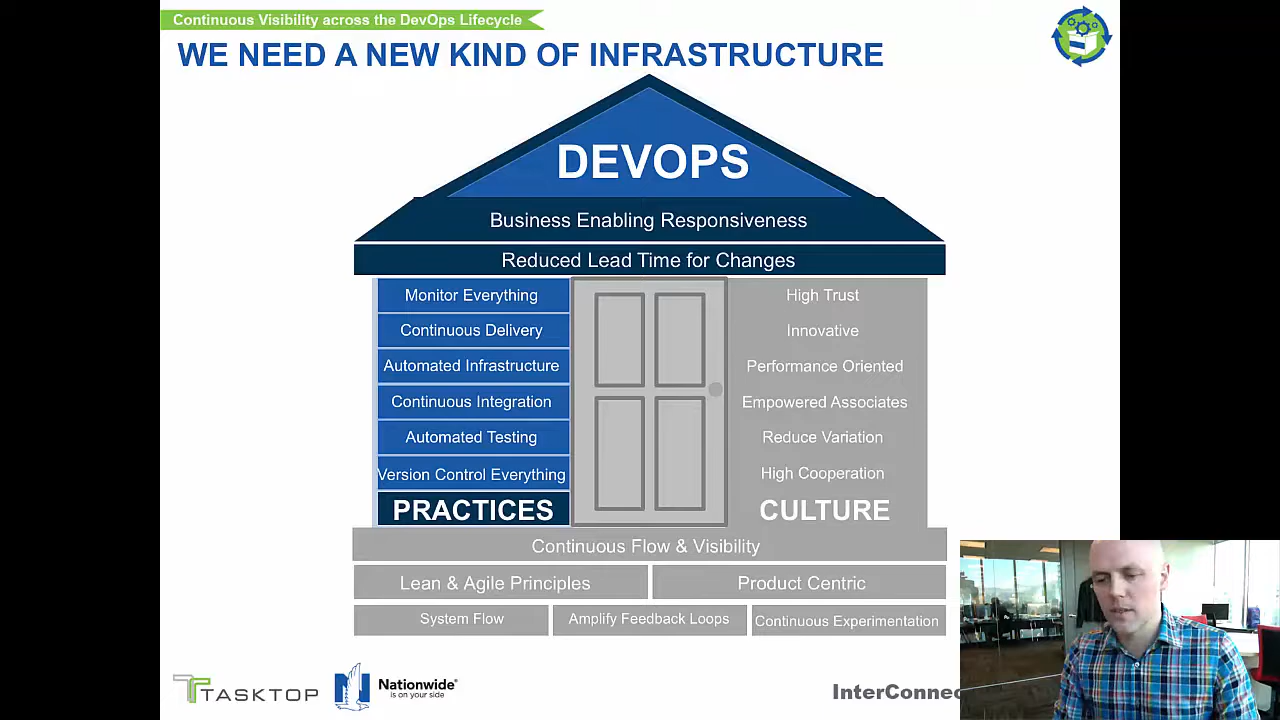 Continuous Visibility across the DevOps Lifecycle
WE NEED A NEW KIND OF INFRASTRUCTURE
DEVOPS
Business Enabling Responsiveness
Reduced Lead Time for Changes
Monitor Everything
Continuous Delivery
Automated Infrastructure
Continuous Integration
Automated Testing
Version Control Everything
PRACTICES
High Trust
Innovative
Performance Oriented
Empowered Associates
Reduce Variation
High Cooperation
CULTURE
Continuous Flow & Visibility
Lean & Agile Principles
Product Centric
System Flow
Amplify Feedback Loops
Continuous Experimentation
TASKTOP
Nationwide
is on your side
InterConnec